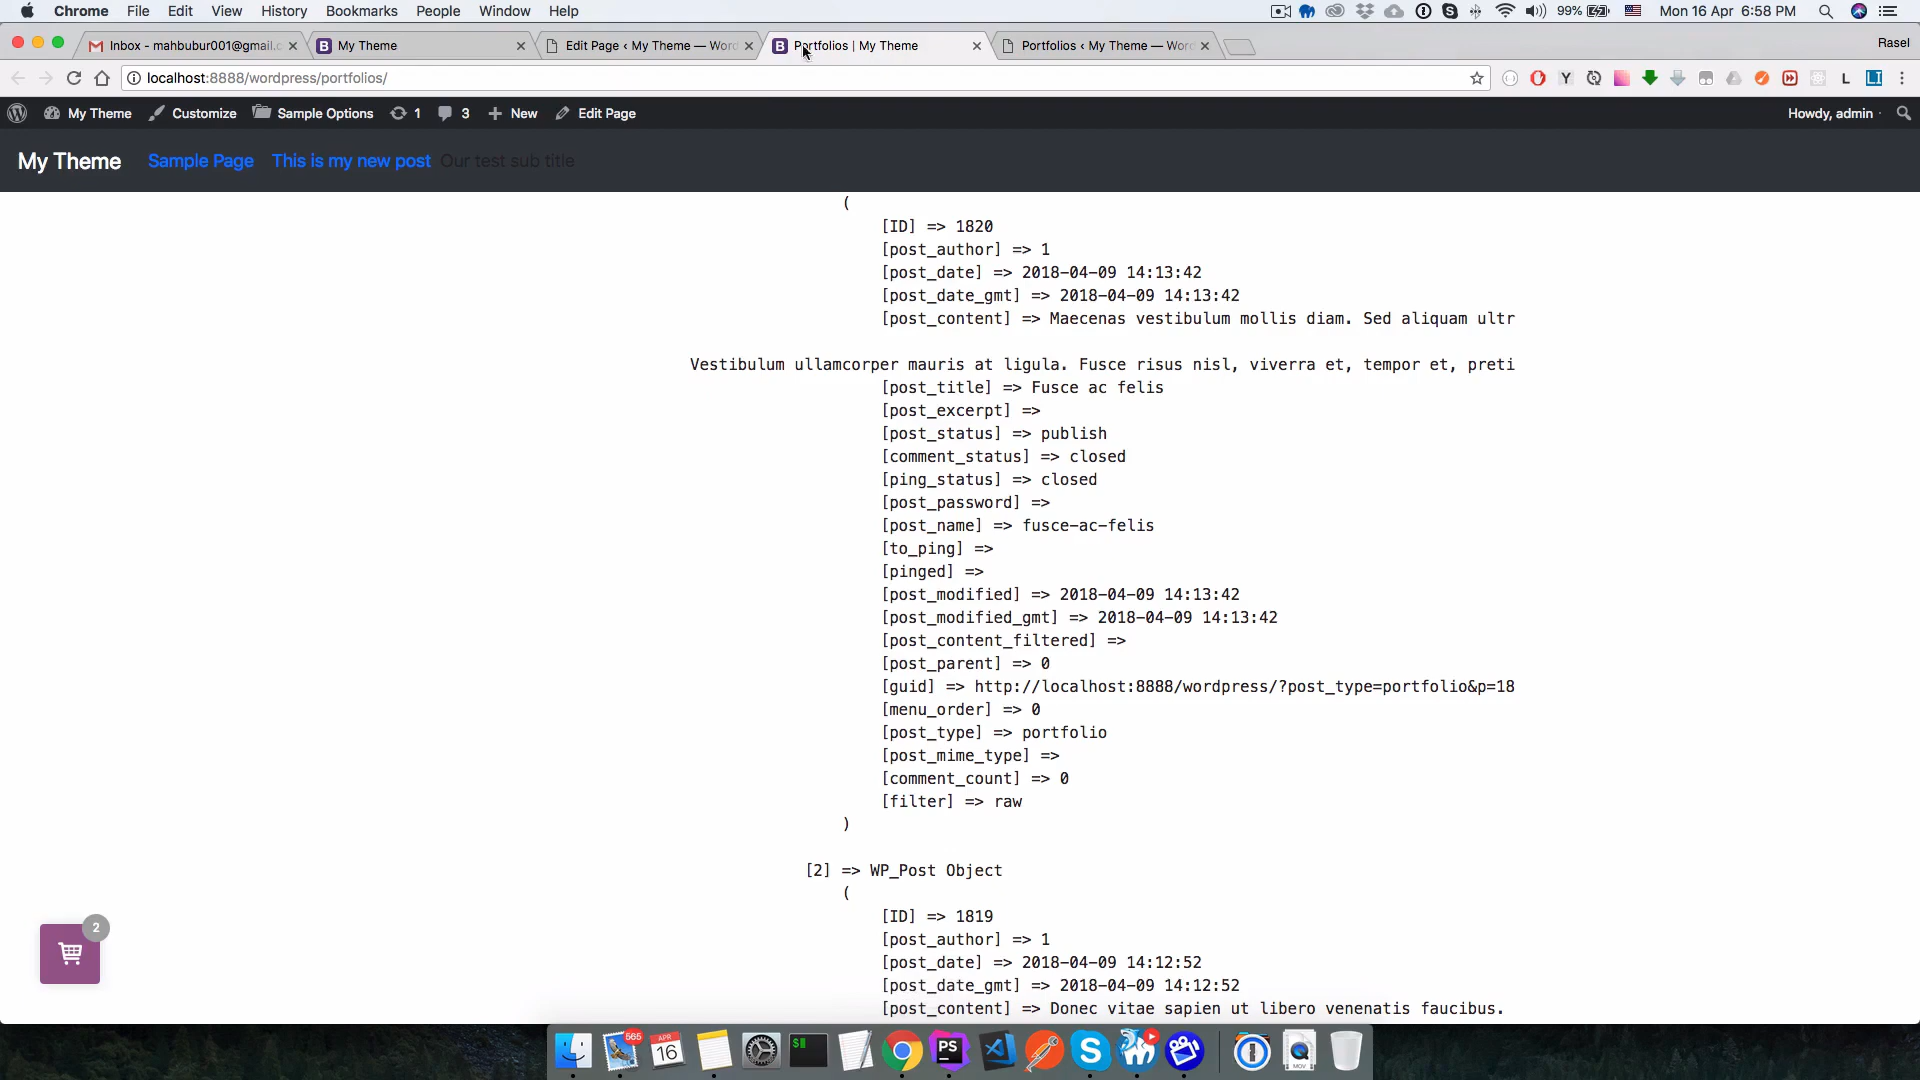 Chrome File Edit View History Bookmarks People Window Help 99% Mon 16 Apr 6:58 PM
Inbox - mahbubur001@gmail.c My Theme Edit Page ‹ My Theme — Word Portfolios | My Theme Portfolios ‹ My Theme — Wor Rasel
localhost:8888/wordpress/portfolios/
My Theme Customize Sample Options 1 3 New Edit Page Howdy, admin
My Theme Sample Page This is my new post Our test sub title
(
[ID] => 1820
[post_author] => 1
[post_date] => 2018-04-09 14:13:42
[post_date_gmt] => 2018-04-09 14:13:42
[post_content] => Maecenas vestibulum mollis diam. Sed aliquam ultr
Vestibulum ullamcorper mauris at ligula. Fusce risus nisl, viverra et, tempor et, preti
[post_title] => Fusce ac felis
[post_excerpt] =>
[post_status] => publish
[comment_status] => closed
[ping_status] => closed
[post_password] =>
[post_name] => fusce-ac-felis
[to_ping] =>
[pinged] =>
[post_modified] => 2018-04-09 14:13:42
[post_modified_gmt] => 2018-04-09 14:13:42
[post_content_filtered] =>
[post_parent] => 0
[guid] => http://localhost:8888/wordpress/?post_type=portfolio&p=18
[menu_order] => 0
[post_type] => portfolio
[post_mime_type] =>
[comment_count] => 0
[filter] => raw
)
[2] => WP_Post Object
(
[ID] => 1819
[post_author] => 1
[post_date] => 2018-04-09 14:12:52
[post_date_gmt] => 2018-04-09 14:12:52
[post_content] => Donec vitae sapien ut libero venenatis faucibus.
2
565
APR
16
$
PS
S
MOV